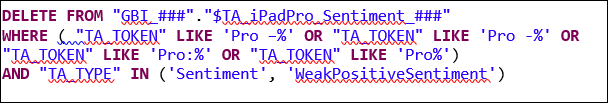 DELETE FROM "GBI_###"."$TA_iPadPro_Sentiment_###"
WHERE ( "TA_TOKEN" LIKE 'Pro –%' OR "TA_TOKEN" LIKE 'Pro -%' OR
"TA_TOKEN" LIKE 'Pro:%' OR "TA_TOKEN" LIKE 'Pro%')
AND "TA_TYPE" IN ('Sentiment', 'WeakPositiveSentiment')